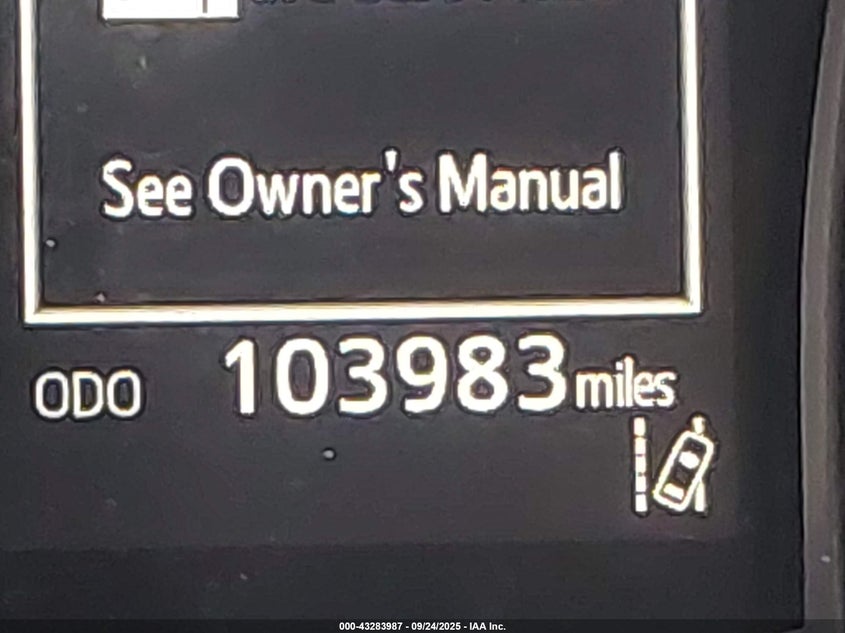 See Owner's Manual
ODO 103983 miles
000-43283987 - 09/24/2025 - IAA Inc.